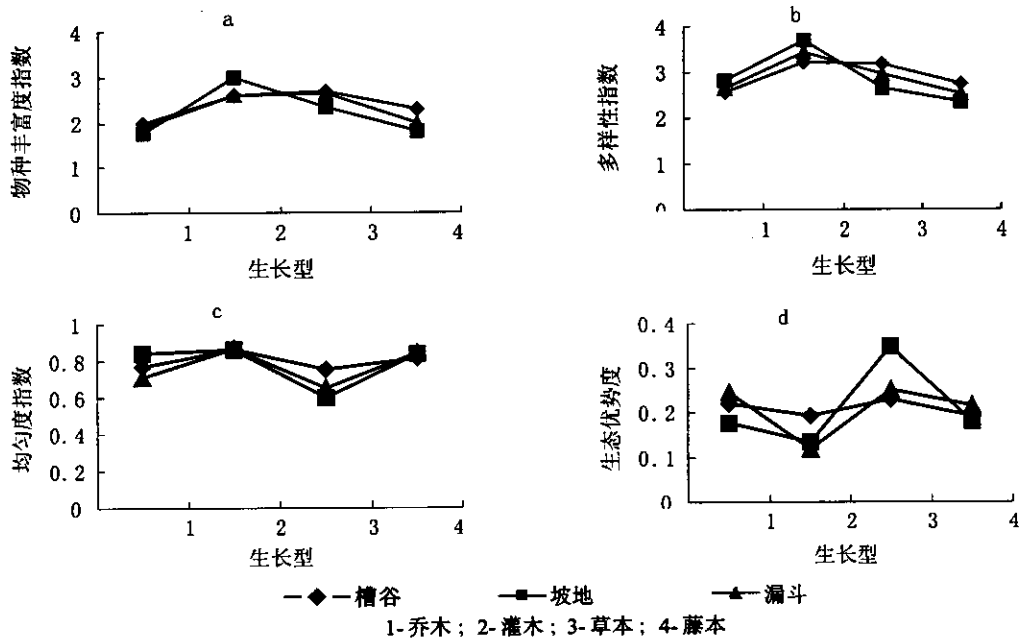 a
4
3
2
1
0
物种丰富度指数
1 2 3 4
生长型
b
4
3
2
1
0
多样性指数
1 2 3 4
生长型
c
1
0.8
0.6
0.4
0.2
0
均匀度指数
1 2 3 4
生长型
d
0.4
0.3
0.2
0.1
0
生态优势度
1 2 3 4
生长型
槽谷 坡地 漏斗
1-乔木；2-灌木；3-草本；4-藤本